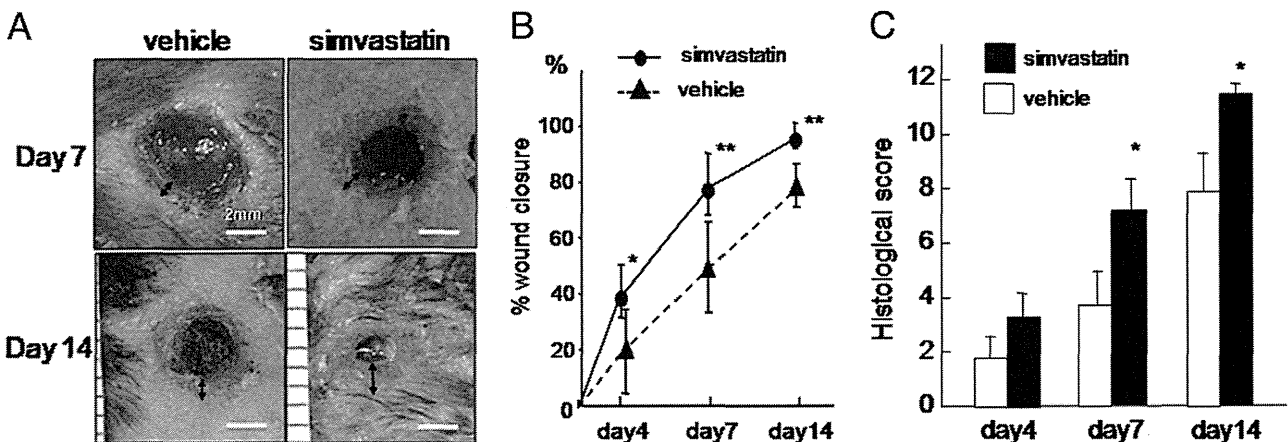 A
vehicle
simvastatin
Day 7
2mm
Day 14
B
%
simvastatin
vehicle
100
80
60
40
20
0
% wound closure
*
**
**
day4
day7
day14
C
simvastatin
vehicle
12
10
8
6
4
2
0
Histological score
*
*
day4
day7
day14